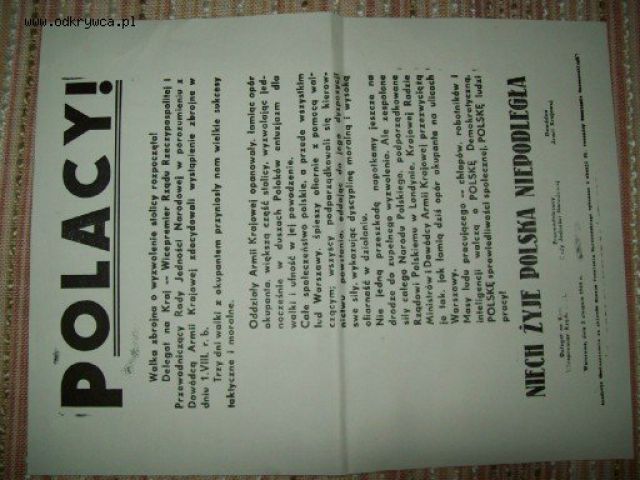 www.odkrywca.pl
POLACY!
Walka zbrojna o wyzwolenie stolicy rozpoczęta!
Delegat na Kraj — Wicepremier Rządu Rzeczypospolitej i
Przewodniczący Rady Jedności Narodowej w porozumieniu z
Dowódcą Armii Krajowej zdecydowali wystąpienie zbrojne w
dniu 1.VIII. r. b.
Trzy dni walki z okupantem przyniosły nam wielkie sukcesy
taktyczne i moralne.
Oddziały Armii Krajowej opanowały, łamiąc opór
okupanta, większą część stolicy, wyzwalając jed-
nocześnie w duszach Polaków entuzjazm dla
walki i ufność w jej powodzenie.
Całe społeczeństwo polskie, a przede wszystkim
lud Warszawy, śpieszy ofiarnie z pomocą wal-
czącym; wszyscy podporządkowali się kierow-
nictwu powstania, oddając do jego dyspozycji
swe siły, wykazując dyscyplinę moralną i wysoką
ofiarność w działaniu.
Nie jedną przeszkodę napotkamy jeszcze na
drodze do zupełnego wyzwolenia. Ale zespolone
siły całego Narodu Polskiego, podporządkowane
Rządowi Polskiemu w Londynie, Krajowej Radzie
Ministrów i Dowódcy Armii Krajowej przezwyciężą
je tak, jak łamią dziś opór okupanta na ulicach
Warszawy.
Masy ludu pracującego — chłopów, robotników i
inteligencji walczą o POLSKĘ Demokratyczną,
POLSKĘ sprawiedliwości społecznej, POLSKĘ ludzi
pracy!
NIECH ŻYJE POLSKA NIEPODLEGŁA
Delegat na Kraj
Wicepremier Rządu
Przewodniczący
Rady Jedności Narodowej
Dowódca
Armii Krajowej
Warszawa, dnia 3 sierpnia 1944 r.